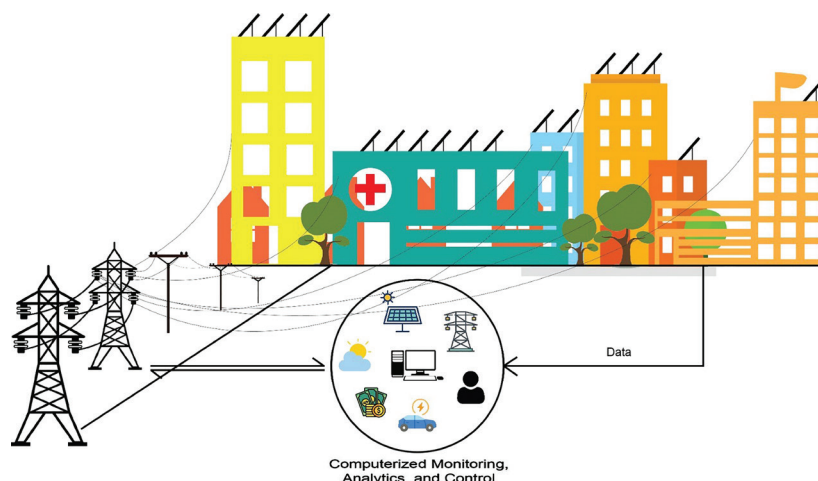 Data
Computerized Monitoring,
Analytics, and Control